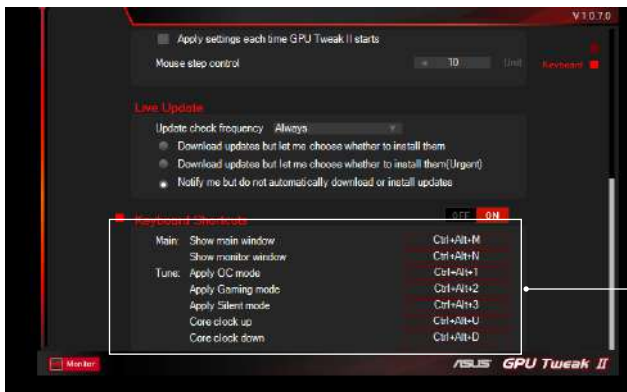 V 1.0.7.0
Apply settings each time GPU Tweak II starts
Mouse step control 10 Unit
Keyboard
Live Update
Update check frequency Always
Download updates but let me choose whether to install them
Download updates but let me choose whether to install them(Urgent)
Notify me but do not automatically download or install updates
Keyboard Shortcuts OFF ON
Main: Show main window Ctrl+Alt+M
Show monitor window Ctrl+Alt+N
Tune: Apply OC mode Ctrl+Alt+1
Apply Gaming mode Ctrl+Alt+2
Apply Silent mode Ctrl+Alt+3
Core clock up Ctrl+Alt+U
Core clock down Ctrl+Alt+D
Monitor ASUS GPU Tweak II